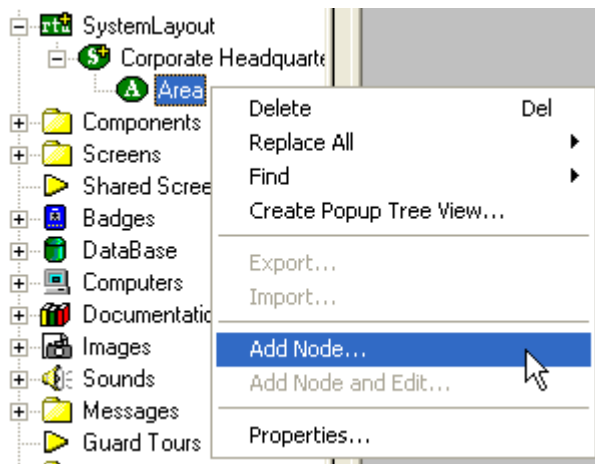 SystemLayout
Corporate Headquarte
Area
Components
Screens
Shared Scree
Badges
DataBase
Computers
Documentatic
Images
Sounds
Messages
Guard Tours
Delete Del
Replace All
Find
Create Popup Tree View...
Export...
Import...
Add Node...
Add Node and Edit...
Properties...